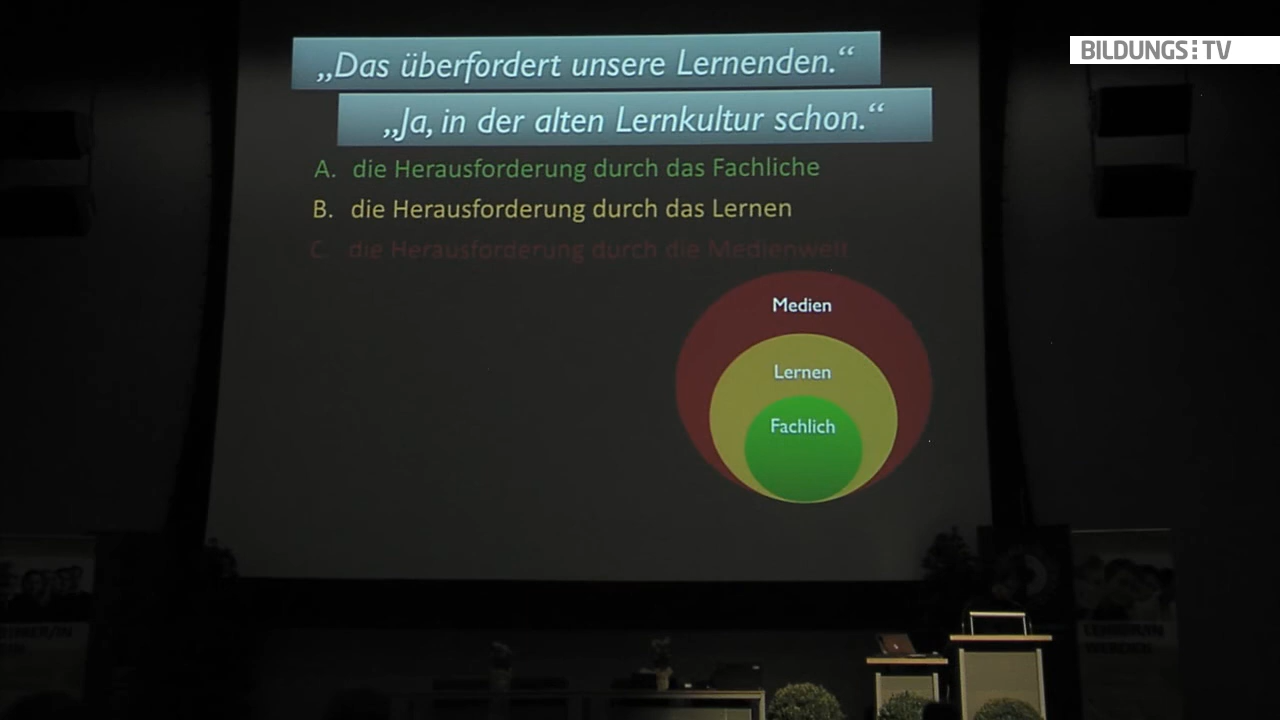 BILDUNGS:TV
„Das überfordert unsere Lernenden.“
„Ja, in der alten Lernkultur schon.“
A. die Herausforderung durch das Fachliche
B. die Herausforderung durch das Lernen
C. die Herausforderung durch die Medienwelt
Medien
Lernen
Fachlich